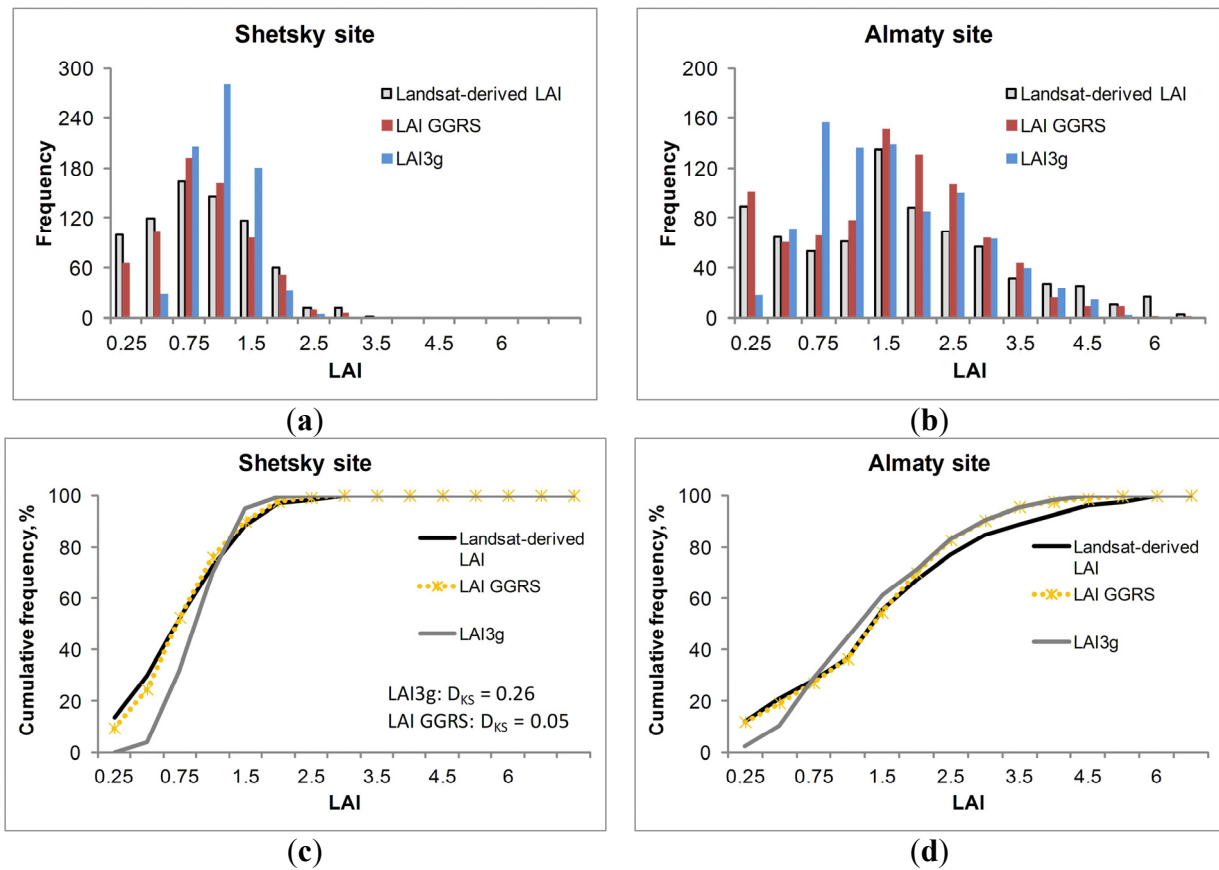 Shetsky site
300
240
180
120
60
0
Frequency
Landsat-derived LAI
LAI GGRS
LAI3g
0.25 0.75 1.5 2.5 3.5 4.5 6
LAI
(a)
Almaty site
200
160
120
80
40
0
Frequency
Landsat-derived LAI
LAI GGRS
LAI3g
0.25 0.75 1.5 2.5 3.5 4.5 6
LAI
(b)
Shetsky site
100
80
60
40
20
0
Cumulative frequency, %
Landsat-derived
LAI
LAI GGRS
LAI3g
LAI3g: DKS = 0.26
LAI GGRS: DKS = 0.05
0.25 0.75 1.5 2.5 3.5 4.5 6
LAI
(c)
Almaty site
100
80
60
40
20
0
Cumulative frequency, %
Landsat-derived
LAI
LAI GGRS
LAI3g
0.25 0.75 1.5 2.5 3.5 4.5 6
LAI
(d)